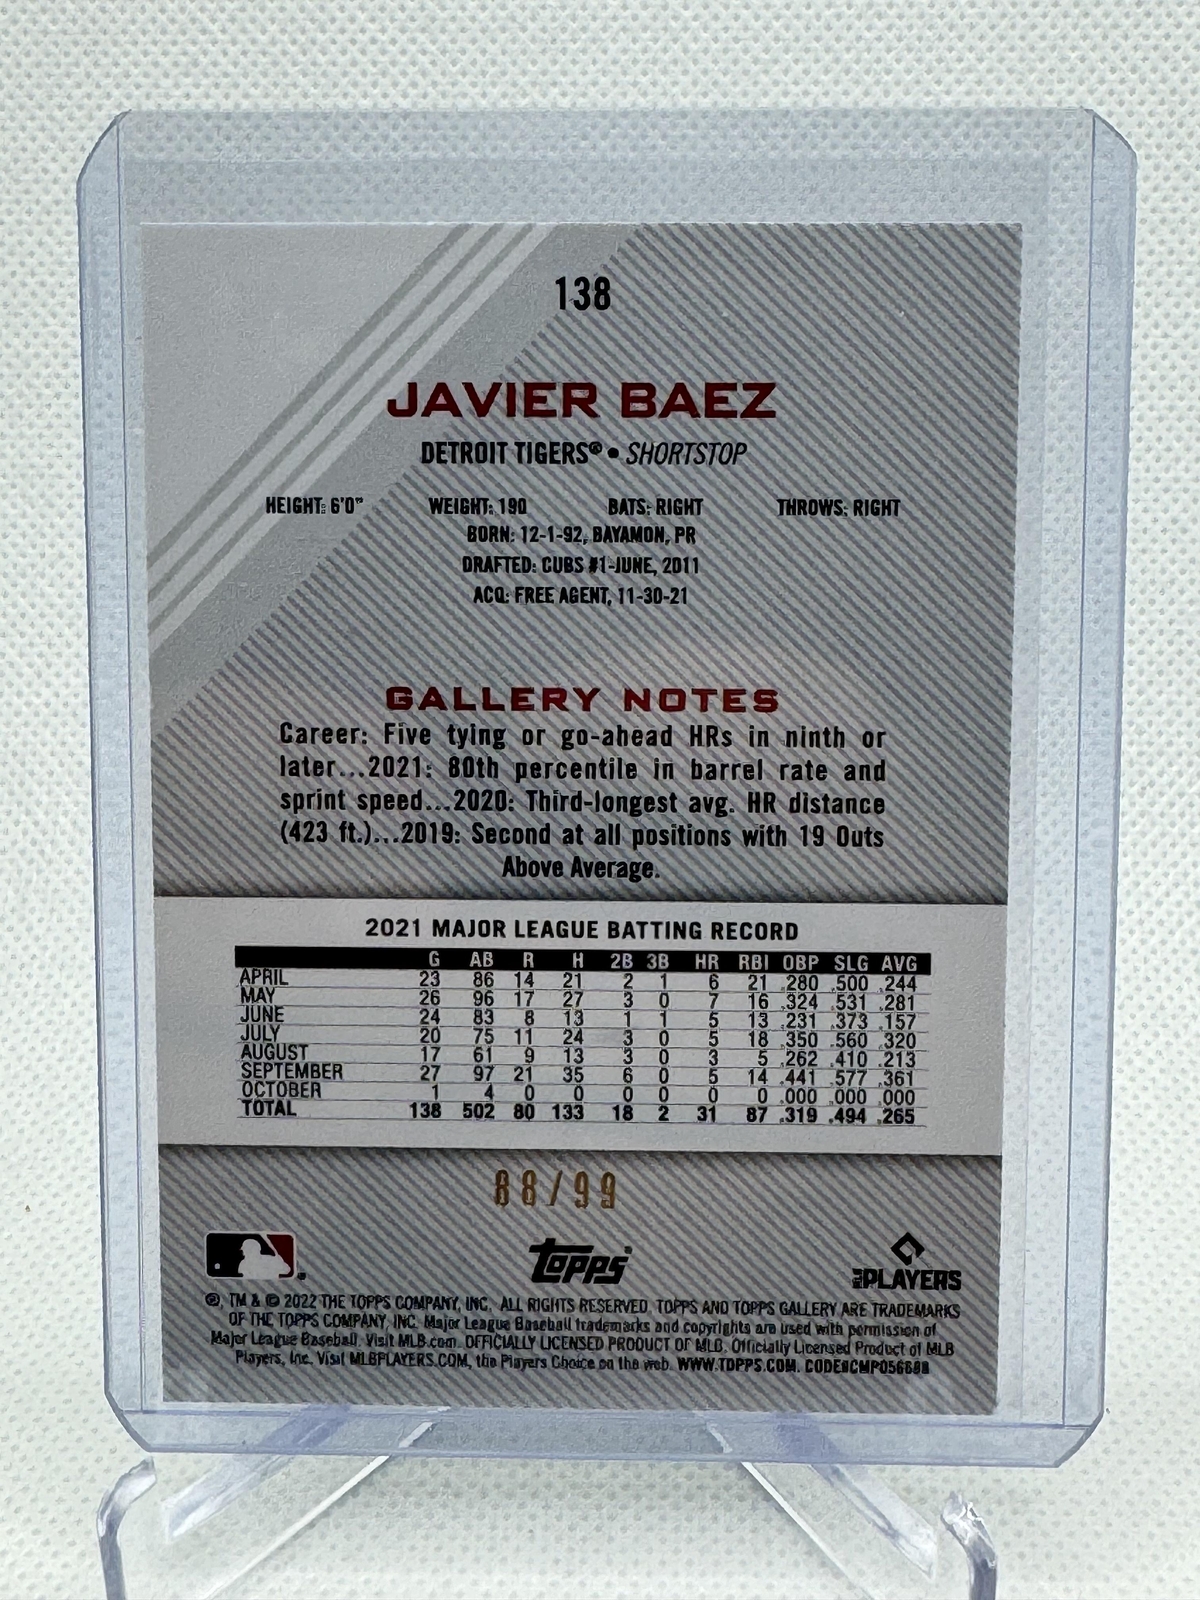 138
JAVIER BAEZ
DETROIT TIGERS® • SHORTSTOP
HEIGHT: 6'0" WEIGHT: 190 BATS: RIGHT THROWS: RIGHT
BORN: 12-1-92, BAYAMON, PR
DRAFTED: CUBS #1-JUNE, 2011
ACQ: FREE AGENT, 11-30-21
GALLERY NOTES
Career: Five tying or go-ahead HRs in ninth or
later...2021: 80th percentile in barrel rate and
sprint speed...2020: Third-longest avg. HR distance
(423 ft.)...2019: Second at all positions with 19 Outs
Above Average.
2021 MAJOR LEAGUE BATTING RECORD
G AB R H 2B 3B HR RBI OBP SLG AVG
APRIL 23 86 14 21 2 1 6 21 .280 .500 .244
MAY 26 96 17 27 3 0 7 16 .324 .531 .281
JUNE 24 83 8 13 1 1 5 13 .231 .373 .157
JULY 20 75 11 24 3 0 5 18 .350 .560 .320
AUGUST 17 61 9 13 3 0 3 5 .262 .410 .213
SEPTEMBER 27 97 21 35 6 0 5 14 .441 .577 .361
OCTOBER 1 4 0 0 0 0 0 0 .000 .000 .000
TOTAL 138 502 80 133 18 2 31 87 .319 .494 .265
88/99
topps®
PLAYERS
®, TM & © 2022 THE TOPPS COMPANY, INC. ALL RIGHTS RESERVED. TOPPS AND TOPPS GALLERY ARE TRADEMARKS
OF THE TOPPS COMPANY, INC. Major League Baseball trademarks and copyrights are used with permission of
Major League Baseball. Visit MLB.com. OFFICIALLY LICENSED PRODUCT OF MLB. Officially Licensed Product of MLB
Players, Inc. Visit MLBPLAYERS.COM, the Players Choice on the web. WWW.TOPPS.COM.